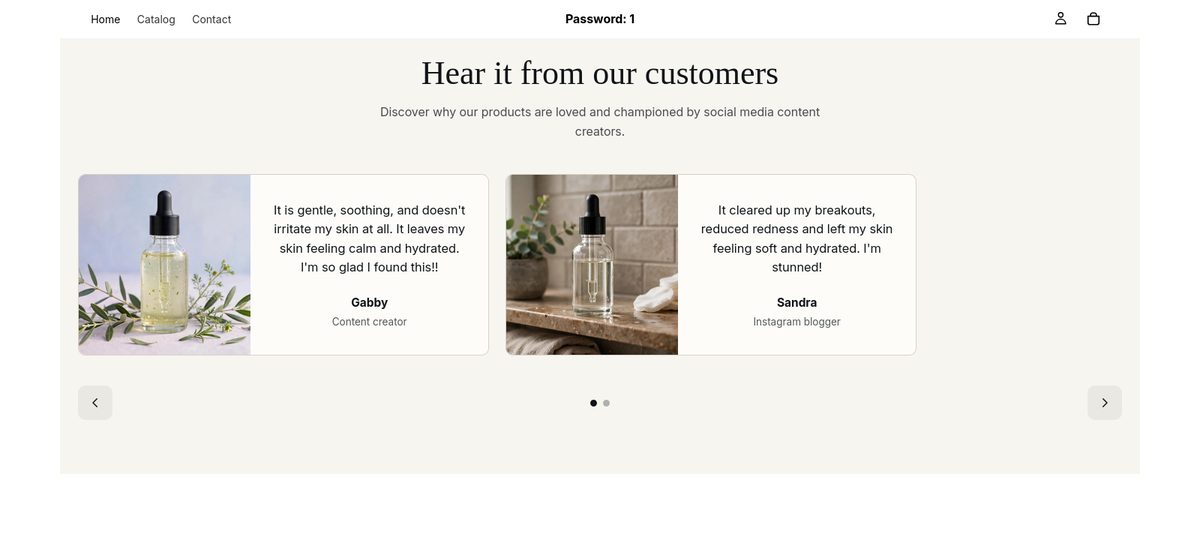 Home Catalog Contact Password: 1
Hear it from our customers
Discover why our products are loved and championed by social media content
creators.
It is gentle, soothing, and doesn't
irritate my skin at all. It leaves my
skin feeling calm and hydrated.
I'm so glad I found this!!
Gabby
Content creator
It cleared up my breakouts,
reduced redness and left my skin
feeling soft and hydrated. I'm
stunned!
Sandra
Instagram blogger